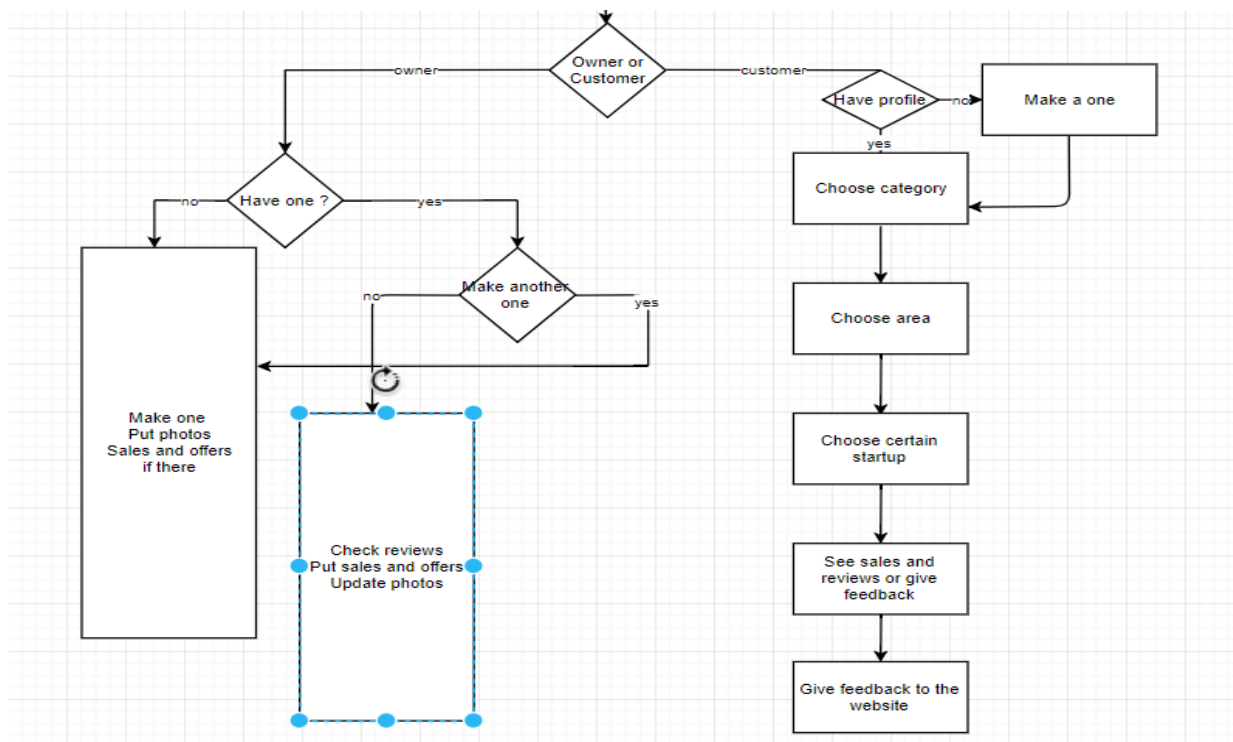 Owner or
Customer
owner
customer
Have profile
no
Make a one
yes
Choose category
Have one ?
no
yes
Make another
one
no
yes
Choose area
Make one
Put photos
Sales and offers
if there
Choose certain
startup
Check reviews
Put sales and offers
Update photos
See sales and
reviews or give
feedback
Give feedback to the
website